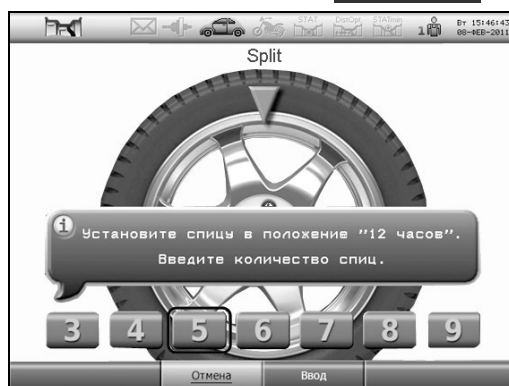 STAT DisrOpt STATmin
1 Вт 15:46:43
08-ФЕВ-2011
Split
i Установите спицу в положение "12 часов".
Введите количество спиц.
3 4 5 6 7 8 9
Отмена Ввод